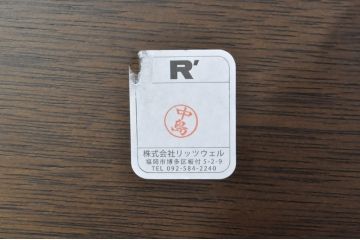 R'
中島
株式会社リッツウェル
福岡市博多区板付5-2-9
TEL 092-584-2240